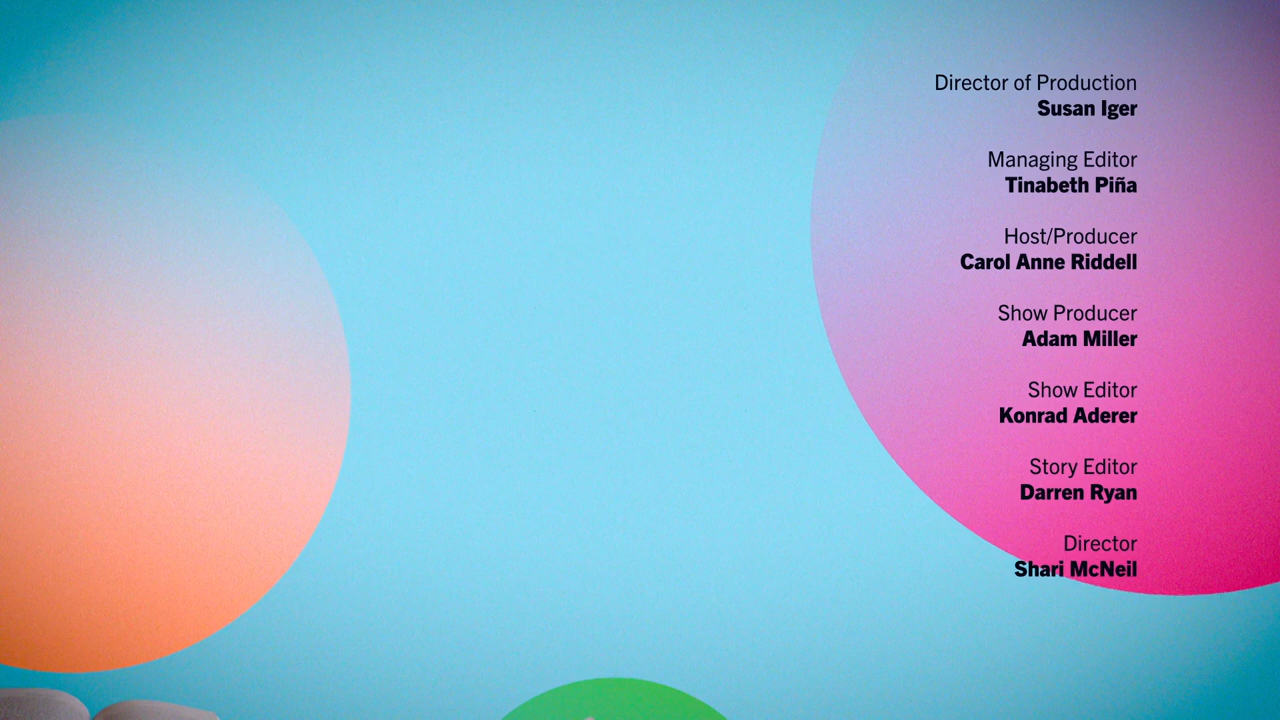 Director of Production
Susan Iger
Managing Editor
Tinabeth Piña
Host/Producer
Carol Anne Riddell
Show Producer
Adam Miller
Show Editor
Konrad Aderer
Story Editor
Darren Ryan
Director
Shari McNeil